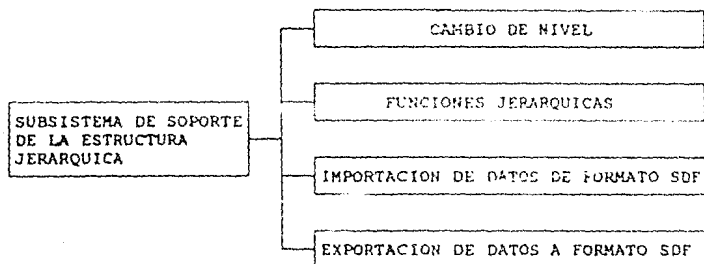 CAMBIO DE NIVEL
FUNCIONES JERARQUICAS
SUBSISTEMA DE SOPORTE
DE LA ESTRUCTURA
JERARQUICA
IMPORTACION DE DATOS DE FORMATO SDF
EXPORTACION DE DATOS A FORMATO SDF